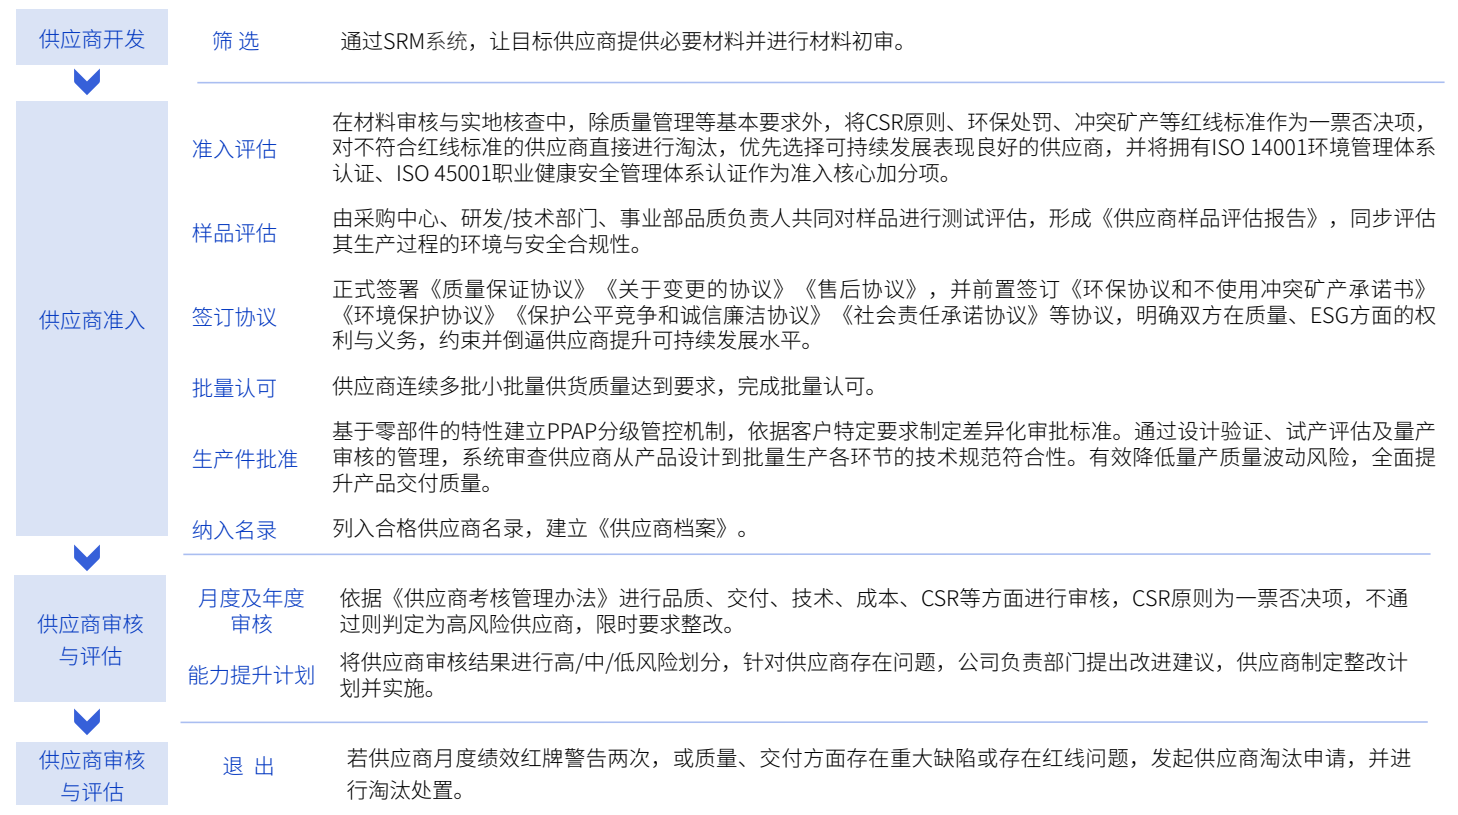 供应商开发
筛 选
通过SRM系统，让目标供应商提供必要材料并进行材料初审。
供应商准入
准入评估
在材料审核与实地核查中，除质量管理等基本要求外，将CSR原则、环保处罚、冲突矿产等红线标准作为一票否决项，
对不符合红线标准的供应商直接进行淘汰，优先选择可持续发展表现良好的供应商，并将拥有ISO 14001环境管理体系
认证、ISO 45001职业健康安全管理体系认证作为准入核心加分项。
样品评估
由采购中心、研发/技术部门、事业部品质负责人共同对样品进行测试评估，形成《供应商样品评估报告》，同步评估
其生产过程的环境与安全合规性。
签订协议
正式签署《质量保证协议》《关于变更的协议》《售后协议》，并前置签订《环保协议和不使用冲突矿产承诺书》
《环境保护协议》《保护公平竞争和诚信廉洁协议》《社会责任承诺协议》等协议，明确双方在质量、ESG方面的权
利与义务，约束并倒逼供应商提升可持续发展水平。
批量认可
供应商连续多批小批量供货质量达到要求，完成批量认可。
生产件批准
基于零部件的特性建立PPAP分级管控机制，依据客户特定要求制定差异化审批标准。通过设计验证、试产评估及量产
审核的管理，系统审查供应商从产品设计到批量生产各环节的技术规范符合性。有效降低量产质量波动风险，全面提
升产品交付质量。
纳入名录
列入合格供应商名录，建立《供应商档案》。
供应商审核
与评估
月度及年度
审核
依据《供应商考核管理办法》进行品质、交付、技术、成本、CSR等方面进行审核，CSR原则为一票否决项，不通
过则判定为高风险供应商，限时要求整改。
能力提升计划
将供应商审核结果进行高/中/低风险划分，针对供应商存在问题，公司负责部门提出改进建议，供应商制定整改计
划并实施。
供应商审核
与评估
退 出
若供应商月度绩效红牌警告两次，或质量、交付方面存在重大缺陷或存在红线问题，发起供应商淘汰申请，并进
行淘汰处置。